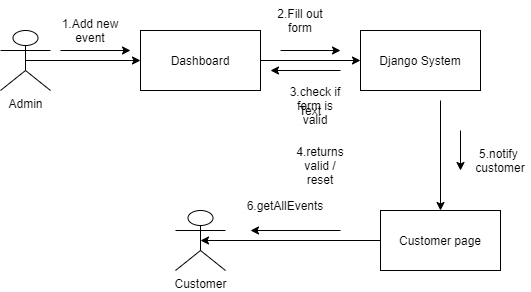 1.Add new
event
2.Fill out
form
Admin
Dashboard
Django System
3.check if
form is
valid
Text
4.returns
valid /
reset
5.notify
customer
6.getAllEvents
Customer page
Customer